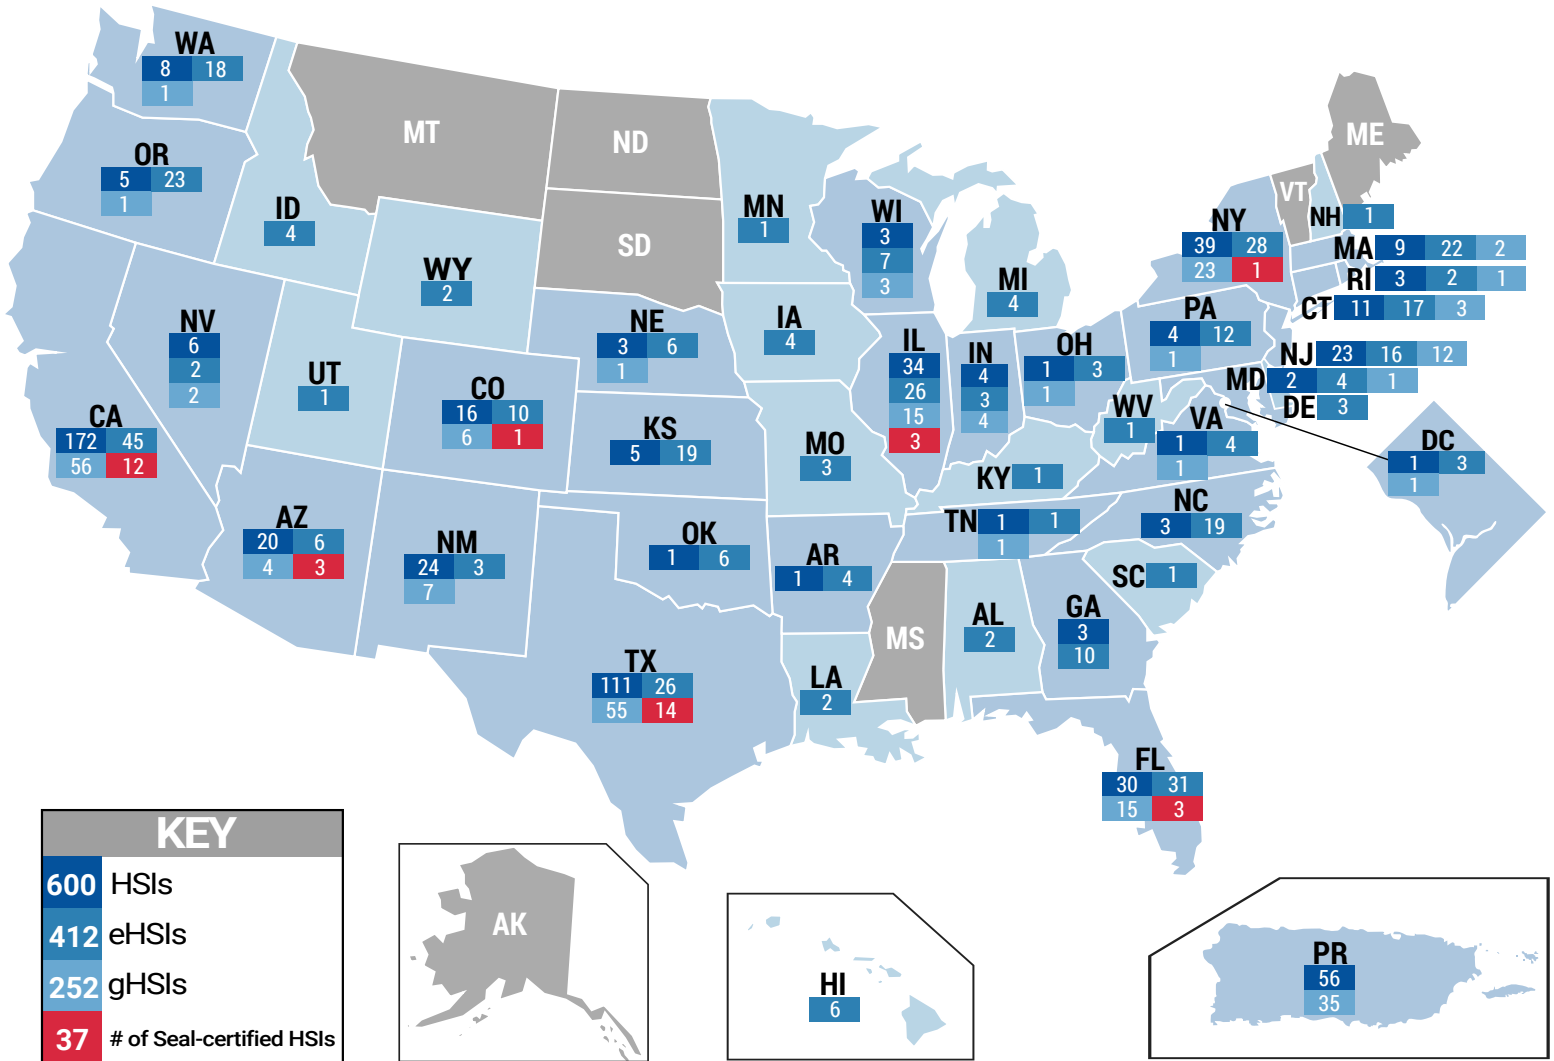 WA
8 18
1
OR
5 23
1
ID
4
MT
ND
SD
WY
2
NV
6
2
2
UT
1
CA
172 45
56 12
AZ
20 6
4 3
CO
16 10
6 1
NM
24 3
7
NE
3 6
1
KS
5 19
OK
1 6
TX
111 26
55 14
MN
1
IA
4
MO
3
AR
1 4
LA
2
WI
3
7
3
IL
34
26
15
3
MI
4
IN
4
3
4
OH
1 3
1
KY 1
TN 1 1
1
MS
AL
2
GA
3
10
FL
30 31
15 3
SC 1
NC
3 19
VA
1 4
1
WV
1
PA
4 12
1
NY
39 28
23 1
VT
NH 1
ME
MA 9 22 2
RI 3 2 1
CT 11 17 3
NJ 23 16 12
MD 2 4 1
DE 3
DC
1 3
1
AK
HI
6
PR
56
35
KEY
600 HSIs
412 eHSIs
252 gHSIs
37 # of Seal-certified HSIs